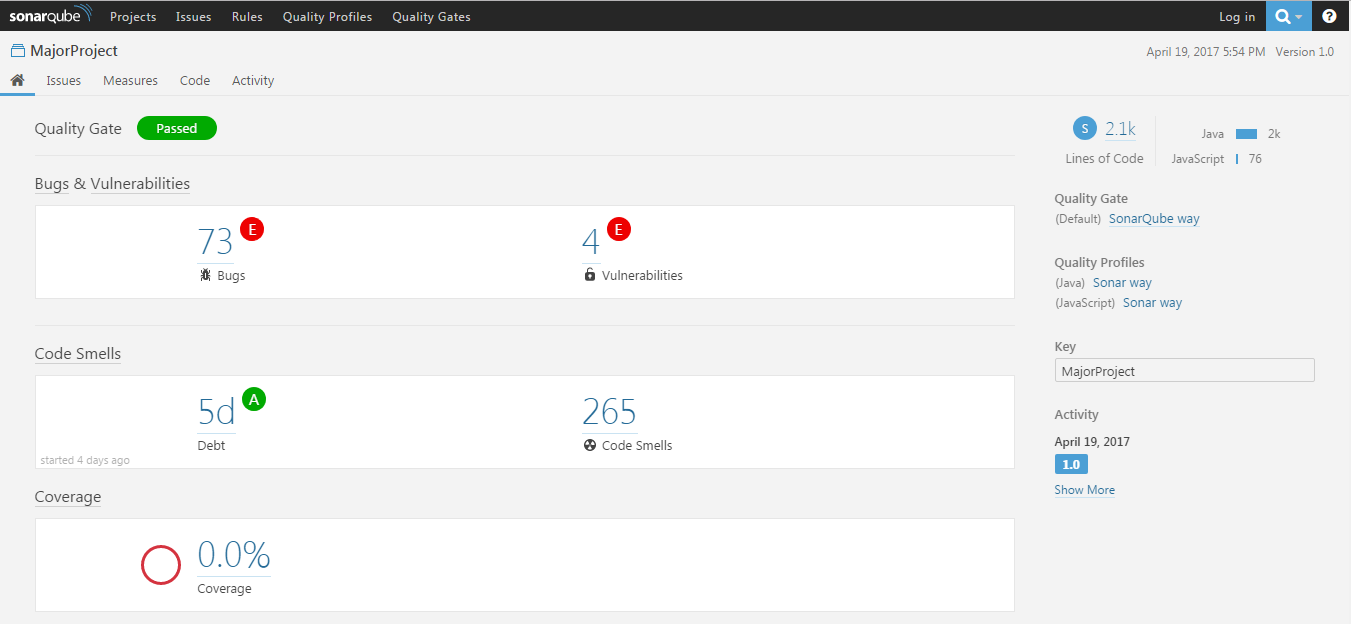 sonarqube Projects Issues Rules Quality Profiles Quality Gates Log in ?
MajorProject April 19, 2017 5:54 PM Version 1.0
Issues Measures Code Activity
Quality Gate Passed
Bugs & Vulnerabilities
73 E
Bugs
4 E
Vulnerabilities
Code Smells
5d A
Debt
265
Code Smells
started 4 days ago
Coverage
0.0%
Coverage
S 2.1k
Lines of Code
Java 2k
JavaScript 76
Quality Gate
(Default) SonarQube way
Quality Profiles
(Java) Sonar way
(JavaScript) Sonar way
Key
MajorProject
Activity
April 19, 2017
1.0
Show More